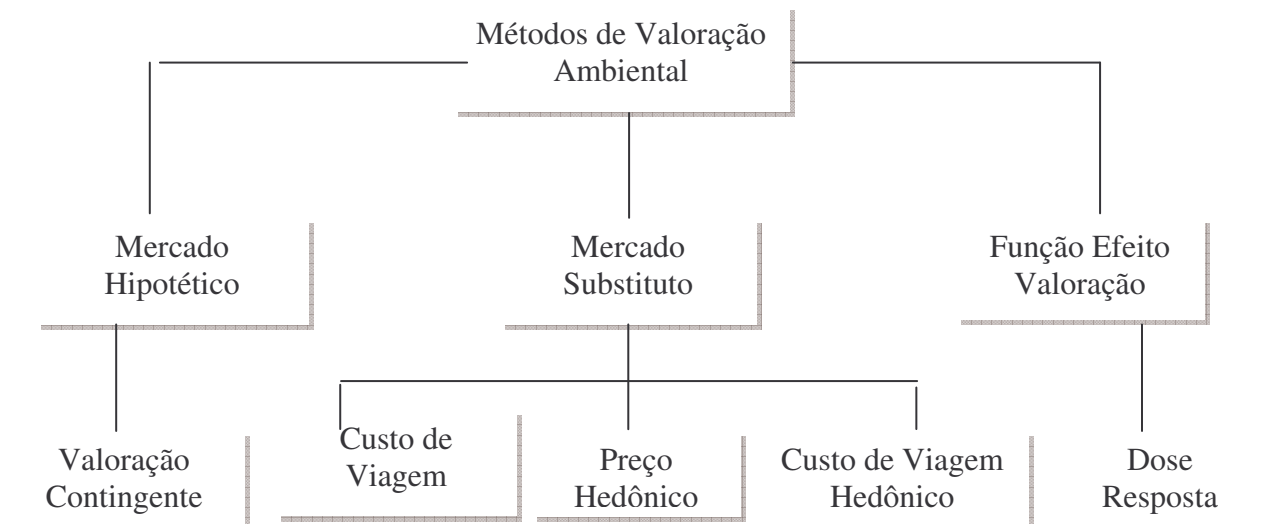 Métodos de Valoração
Ambiental
Mercado
Hipotético
Mercado
Substituto
Função Efeito
Valoração
Valoração
Contingente
Custo de
Viagem
Preço
Hedônico
Custo de Viagem
Hedônico
Dose
Resposta